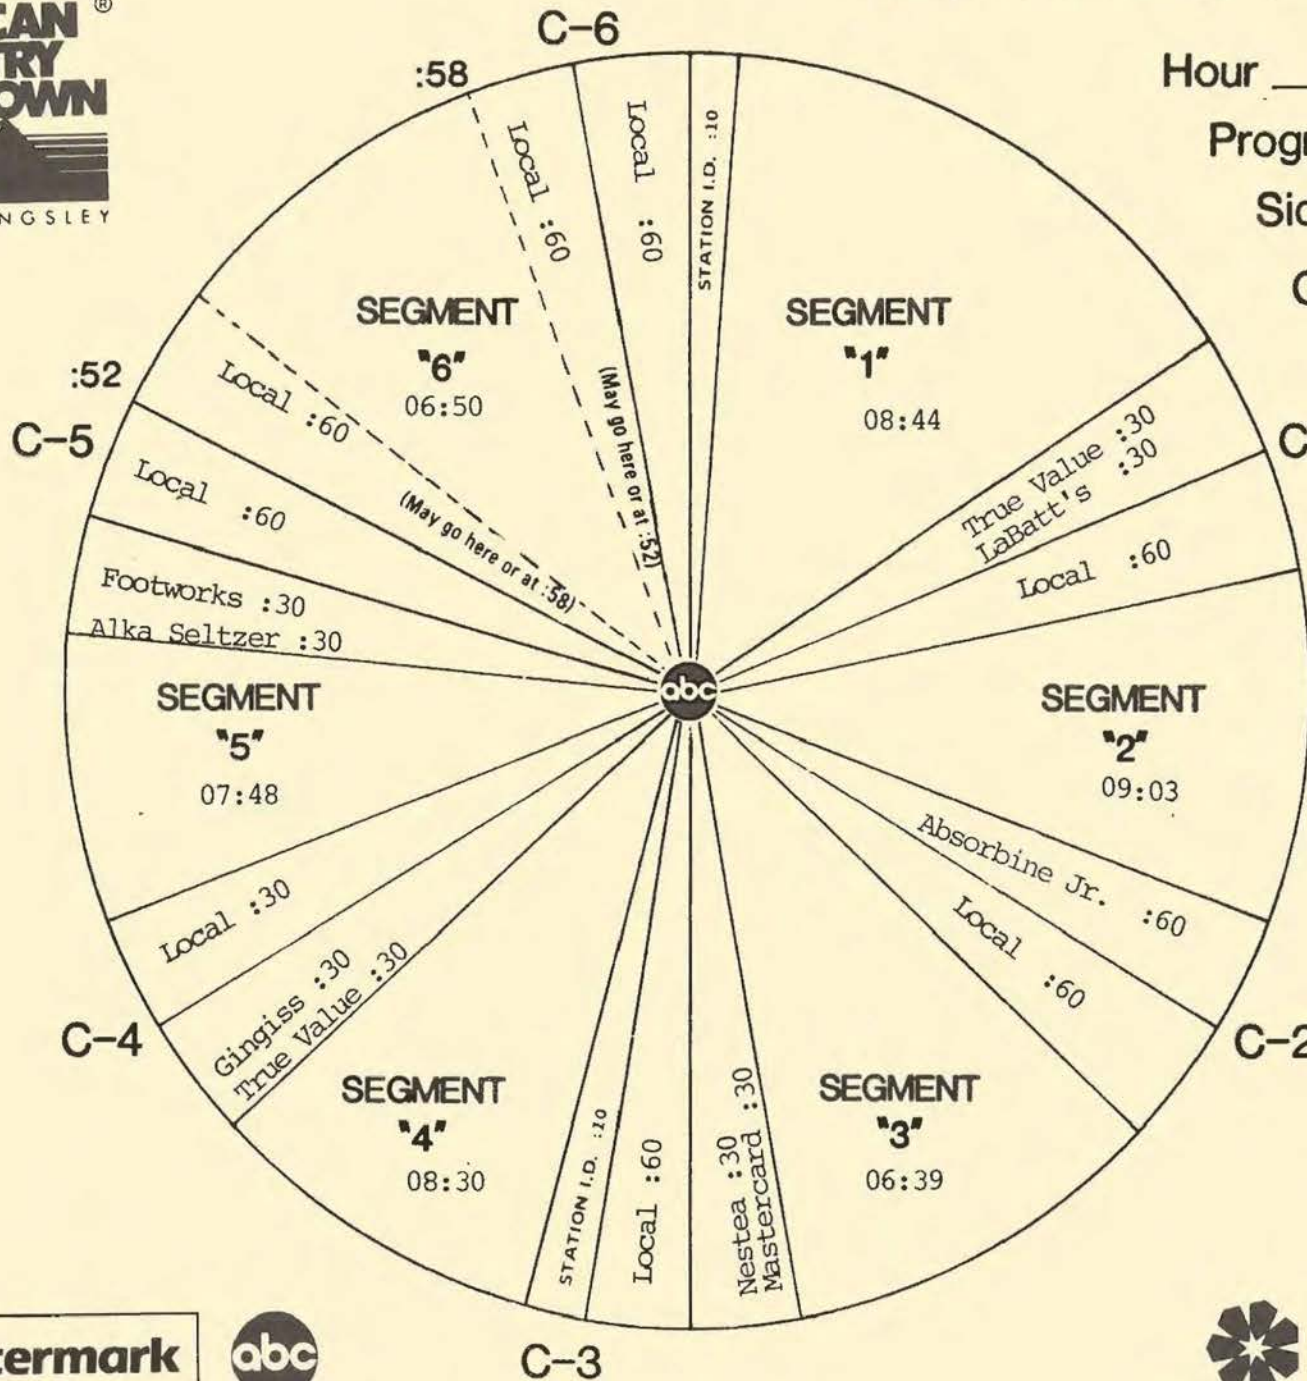 CAN ®
TRY
OWN
NGSLEY
Hour
C-6
:58
Local :60
Local :60
(May go here or at :52)
STATION I.D. :10
SEGMENT
"1"
08:44
True Value :30
LaBatt's :30
Local :60
SEGMENT
"2"
09:03
Absorbine Jr. :60
Local :60
C-2
SEGMENT
"3"
06:39
Nestea :30
Mastercard :30
Local :60
STATION I.D. :10
C-3
SEGMENT
"4"
08:30
Gingiss :30
True Value :30
C-4
Local :30
SEGMENT
"5"
07:48
Footworks :30
Alka Seltzer :30
Local :60
C-5
:52
Local :60
(May go here or at :58)
SEGMENT
"6"
06:50
abc
termark
abc